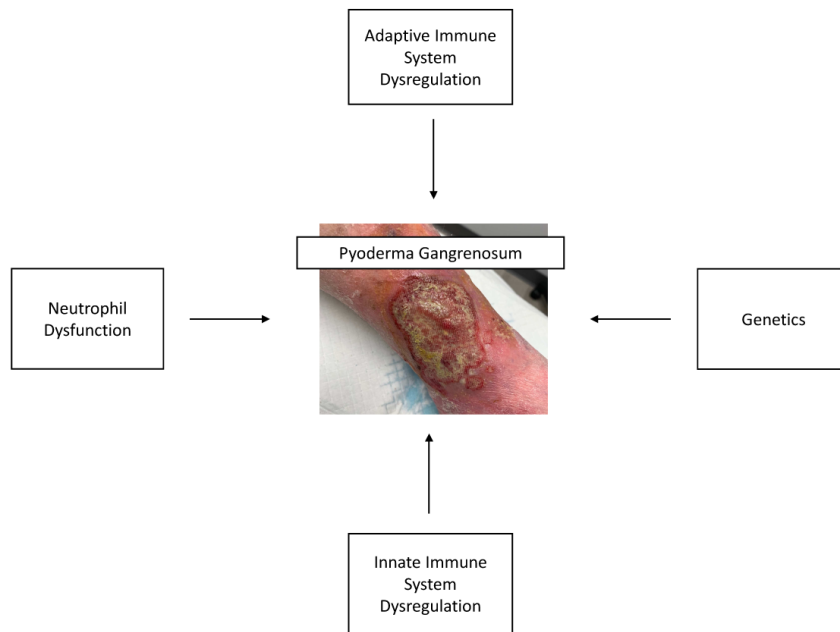 Adaptive Immune
System
Dysregulation
Pyoderma Gangrenosum
Neutrophil
Dysfunction
Genetics
Innate Immune
System
Dysregulation